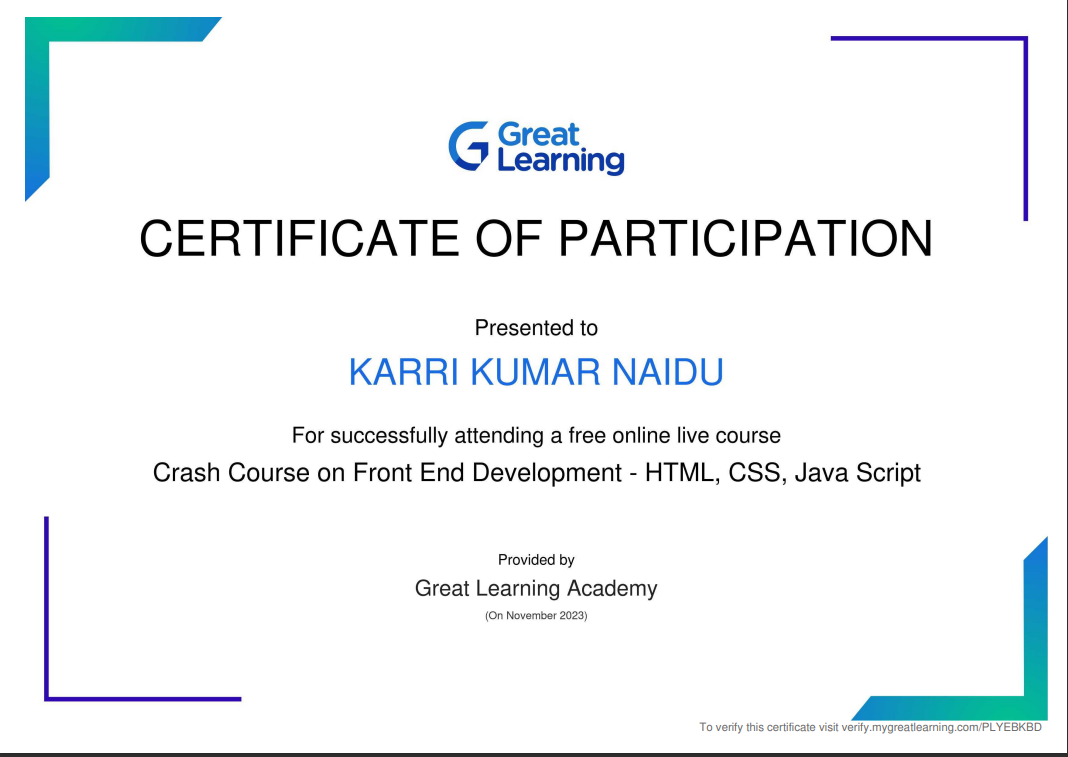 Great
Learning
CERTIFICATE OF PARTICIPATION
Presented to
KARRI KUMAR NAIDU
For successfully attending a free online live course
Crash Course on Front End Development - HTML, CSS, Java Script
Provided by
Great Learning Academy
(On November 2023)
To verify this certificate visit verify.mygreatlearning.com/PLYEBKBD